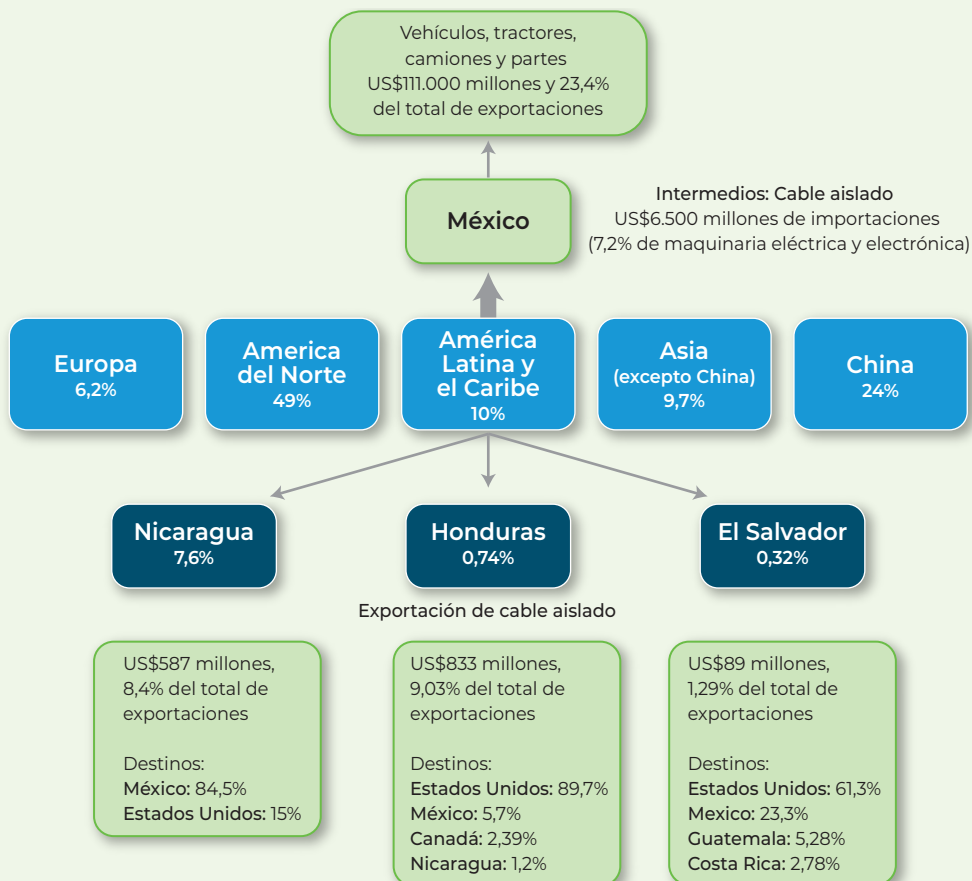 Vehículos, tractores,
camiones y partes
US$111.000 millones y 23,4%
del total de exportaciones
México
Intermedios: Cable aislado
US$6.500 millones de importaciones
(7,2% de maquinaria eléctrica y electrónica)
Europa
6,2%
America
del Norte
49%
América
Latina y
el Caribe
10%
Asia
(excepto China)
9,7%
China
24%
Nicaragua
7,6%
Honduras
0,74%
El Salvador
0,32%
Exportación de cable aislado
US$587 millones,
8,4% del total de
exportaciones
Destinos:
México: 84,5%
Estados Unidos: 15%
US$833 millones,
9,03% del total de
exportaciones
Destinos:
Estados Unidos: 89,7%
México: 5,7%
Canadá: 2,39%
Nicaragua: 1,2%
US$89 millones,
1,29% del total de
exportaciones
Destinos:
Estados Unidos: 61,3%
Mexico: 23,3%
Guatemala: 5,28%
Costa Rica: 2,78%